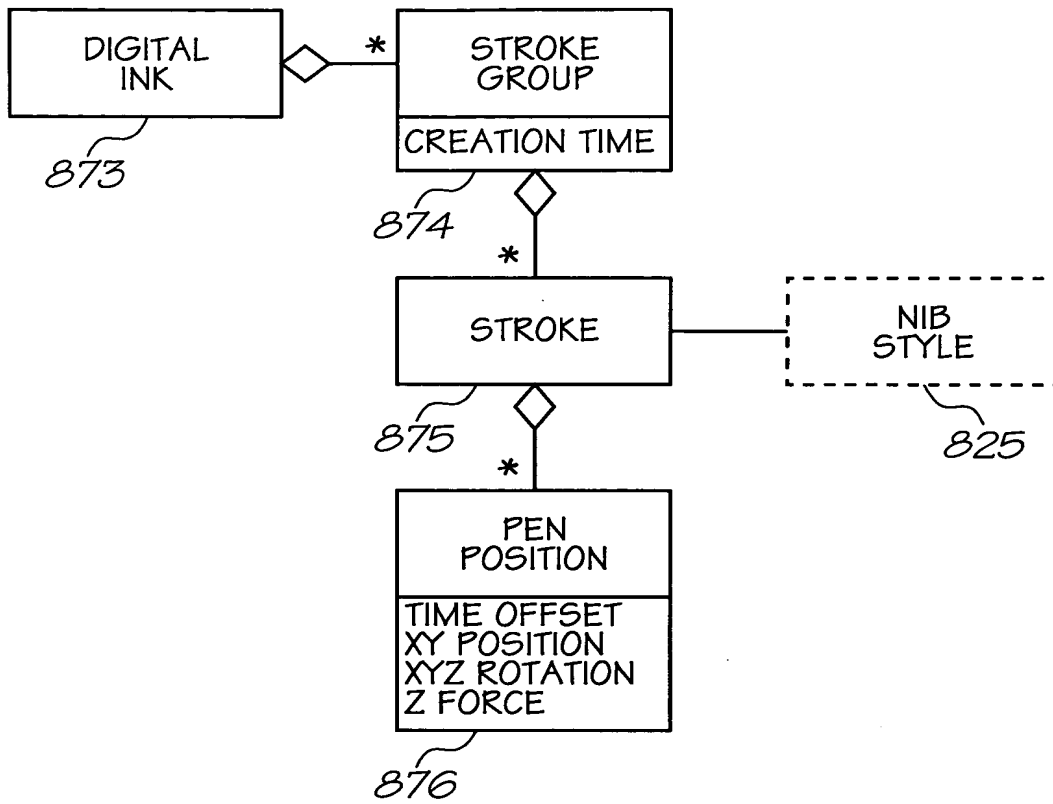 DIGITAL
INK
873
*
STROKE
GROUP
CREATION TIME
874
*
STROKE
875
NIB
STYLE
825
*
PEN
POSITION
TIME OFFSET
XY POSITION
XYZ ROTATION
Z FORCE
876